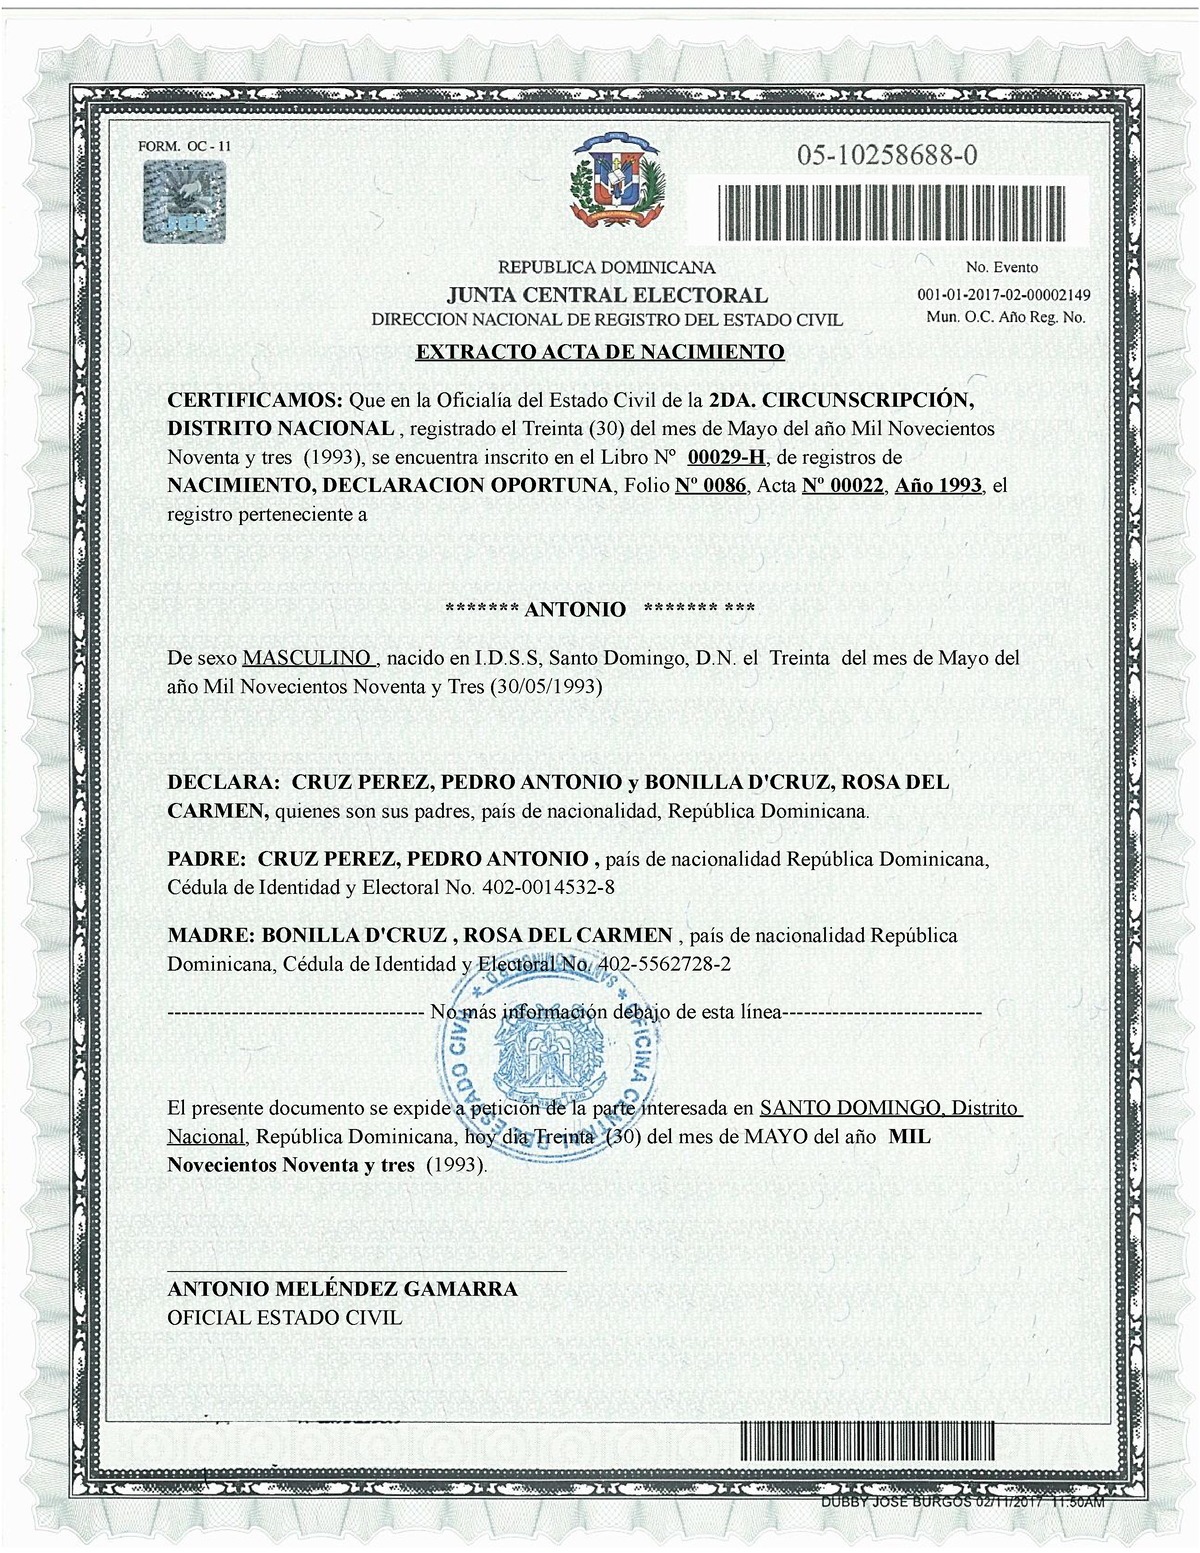 FORM. OC - 11
05-10258688-0
REPUBLICA DOMINICANA
JUNTA CENTRAL ELECTORAL
DIRECCION NACIONAL DE REGISTRO DEL ESTADO CIVIL
No. Evento
001-01-2017-02-00002149
Mun. O.C. Año Reg. No.
EXTRACTO ACTA DE NACIMIENTO
CERTIFICAMOS: Que en la Oficialía del Estado Civil de la 2DA. CIRCUNSCRIPCIÓN,
DISTRITO NACIONAL , registrado el Treinta (30) del mes de Mayo del año Mil Novecientos
Noventa y tres (1993), se encuentra inscrito en el Libro Nº 00029-H, de registros de
NACIMIENTO, DECLARACION OPORTUNA, Folio Nº 0086, Acta Nº 00022, Año 1993, el
registro perteneciente a
******* ANTONIO ******* ***
De sexo MASCULINO , nacido en I.D.S.S, Santo Domingo, D.N. el Treinta del mes de Mayo del
año Mil Novecientos Noventa y Tres (30/05/1993)
DECLARA: CRUZ PEREZ, PEDRO ANTONIO y BONILLA D'CRUZ, ROSA DEL
CARMEN, quienes son sus padres, país de nacionalidad, República Dominicana.
PADRE: CRUZ PEREZ, PEDRO ANTONIO , país de nacionalidad República Dominicana,
Cédula de Identidad y Electoral No. 402-0014532-8
MADRE: BONILLA D'CRUZ , ROSA DEL CARMEN , país de nacionalidad República
Dominicana, Cédula de Identidad y Electoral No. 402-5562728-2
------------------------------------ No más información debajo de esta línea----------------------------
OFICINA CENTRAL DEL ESTADO CIVIL
El presente documento se expide a petición de la parte interesada en SANTO DOMINGO, Distrito
Nacional, República Dominicana, hoy día Treinta (30) del mes de MAYO del año MIL
Novecientos Noventa y tres (1993).
ANTONIO MELÉNDEZ GAMARRA
OFICIAL ESTADO CIVIL
DUBBY JOSE BURGOS 02/11/2017 11:50AM